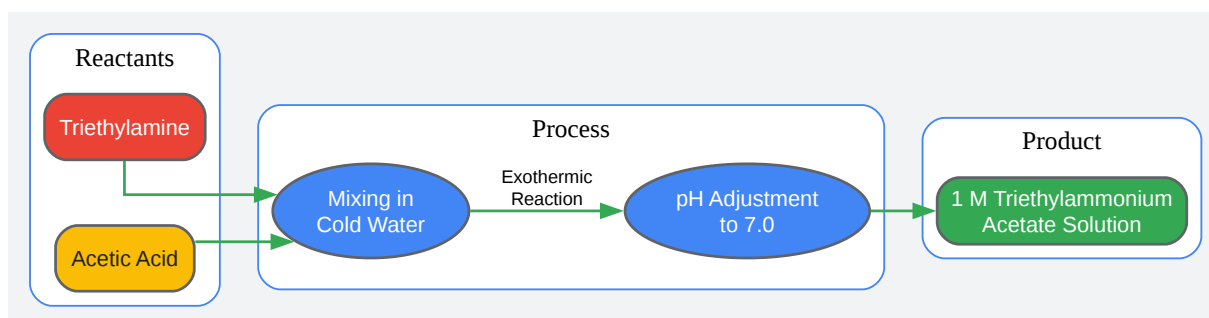 Reactants
Triethylamine
Acetic Acid
Process
Mixing in
Cold Water
Exothermic
Reaction
pH Adjustment
to 7.0
Product
1 M Triethylammonium
Acetate Solution